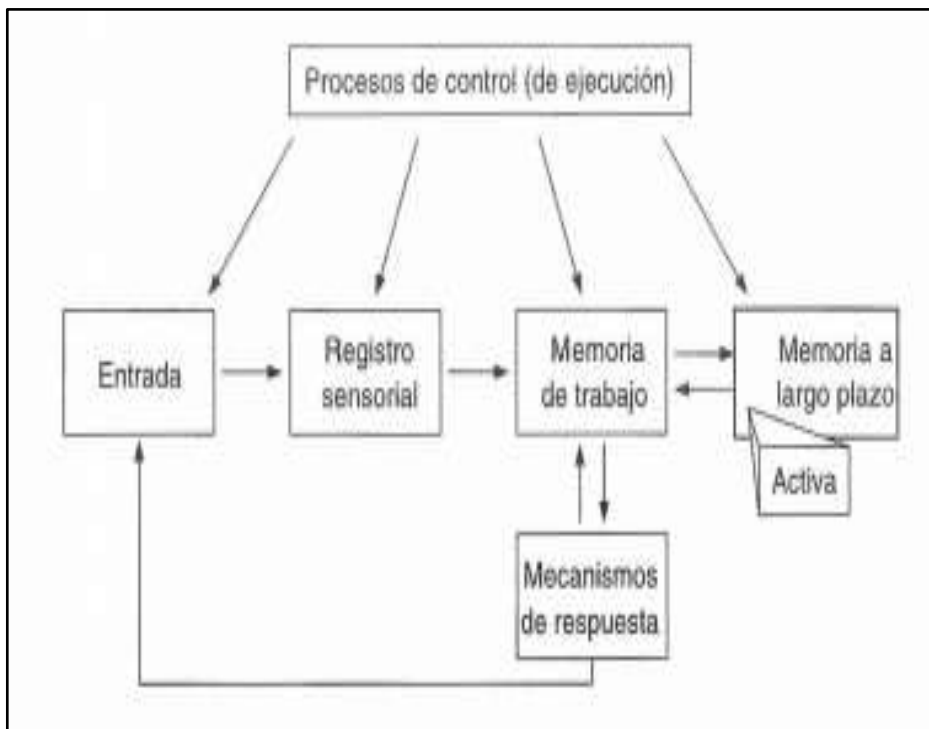 Procesos de control (de ejecución)
Entrada
Registro
sensorial
Memoria
de trabajo
Memoria a
largo plazo
Activa
Mecanismos
de respuesta